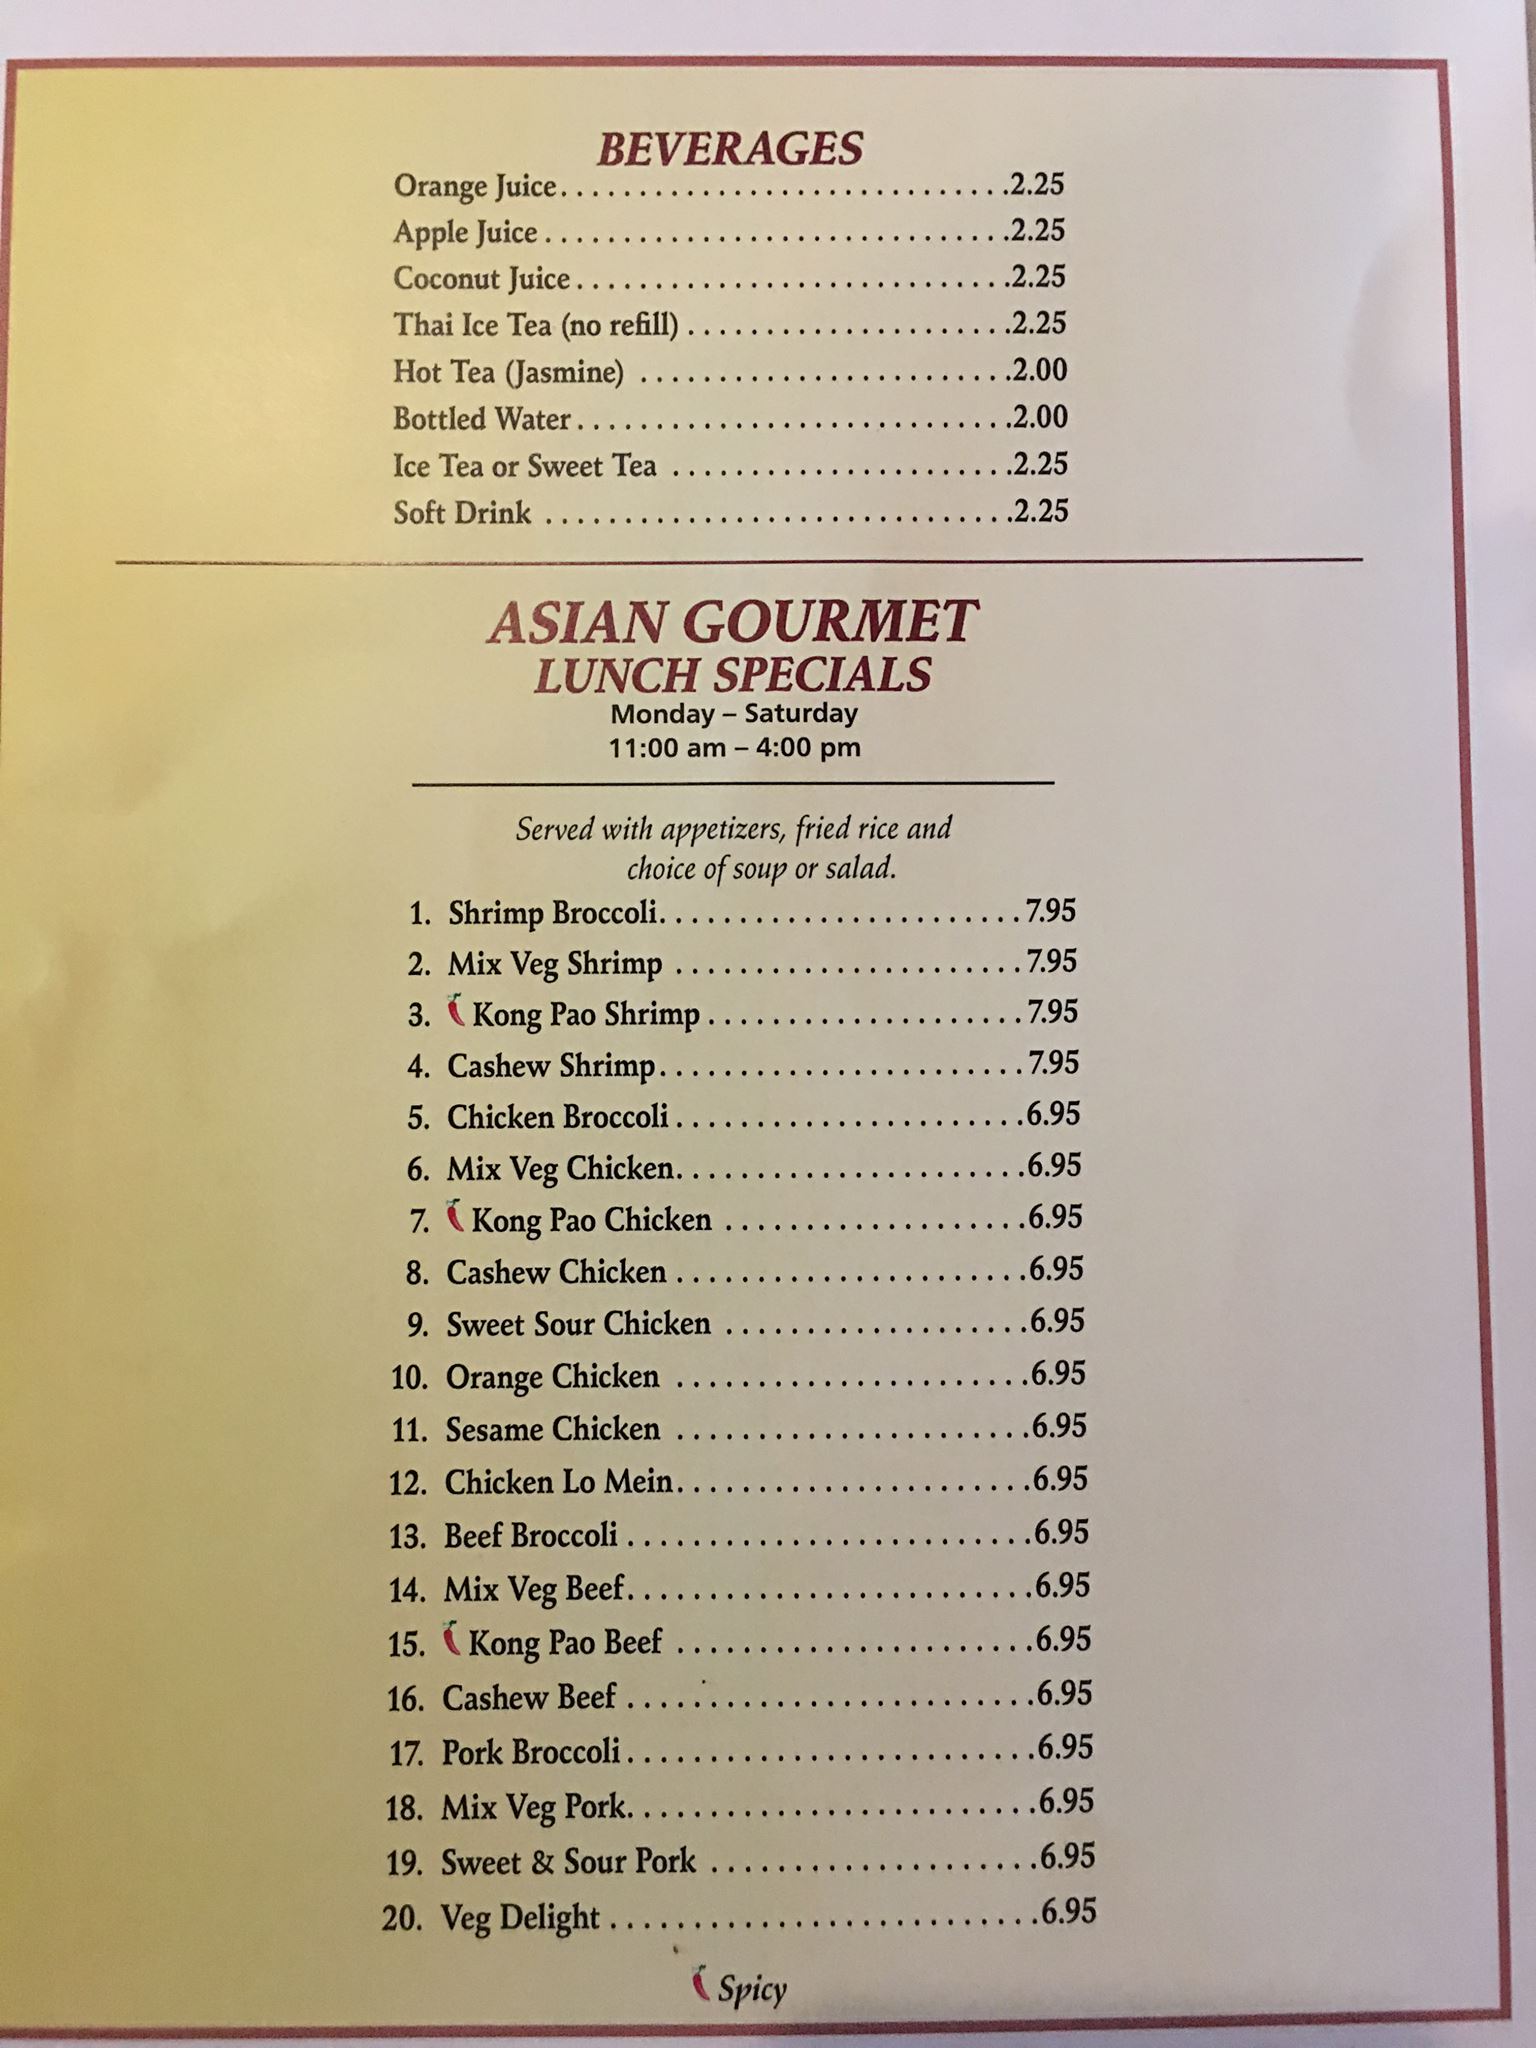 BEVERAGES
Orange Juice.............................2.25
Apple Juice..............................2.25
Coconut Juice............................2.25
Thai Ice Tea (no refill).....................2.25
Hot Tea (Jasmine) ........................2.00
Bottled Water............................2.00
Ice Tea or Sweet Tea ......................2.25
Soft Drink ..............................2.25
ASIAN GOURMET
LUNCH SPECIALS
Monday – Saturday
11:00 am – 4:00 pm
Served with appetizers, fried rice and
choice of soup or salad.
1. Shrimp Broccoli.......................7.95
2. Mix Veg Shrimp ......................7.95
3. Kong Pao Shrimp....................7.95
4. Cashew Shrimp.......................7.95
5. Chicken Broccoli......................6.95
6. Mix Veg Chicken......................6.95
7. Kong Pao Chicken ...................6.95
8. Cashew Chicken ......................6.95
9. Sweet Sour Chicken ...................6.95
10. Orange Chicken ......................6.95
11. Sesame Chicken ......................6.95
12. Chicken Lo Mein......................6.95
13. Beef Broccoli..........................6.95
14. Mix Veg Beef..........................6.95
15. Kong Pao Beef .......................6.95
16. Cashew Beef ..........................6.95
17. Pork Broccoli..........................6.95
18. Mix Veg Pork..........................6.95
19. Sweet & Sour Pork .....................6.95
20. Veg Delight ...........................6.95
Spicy